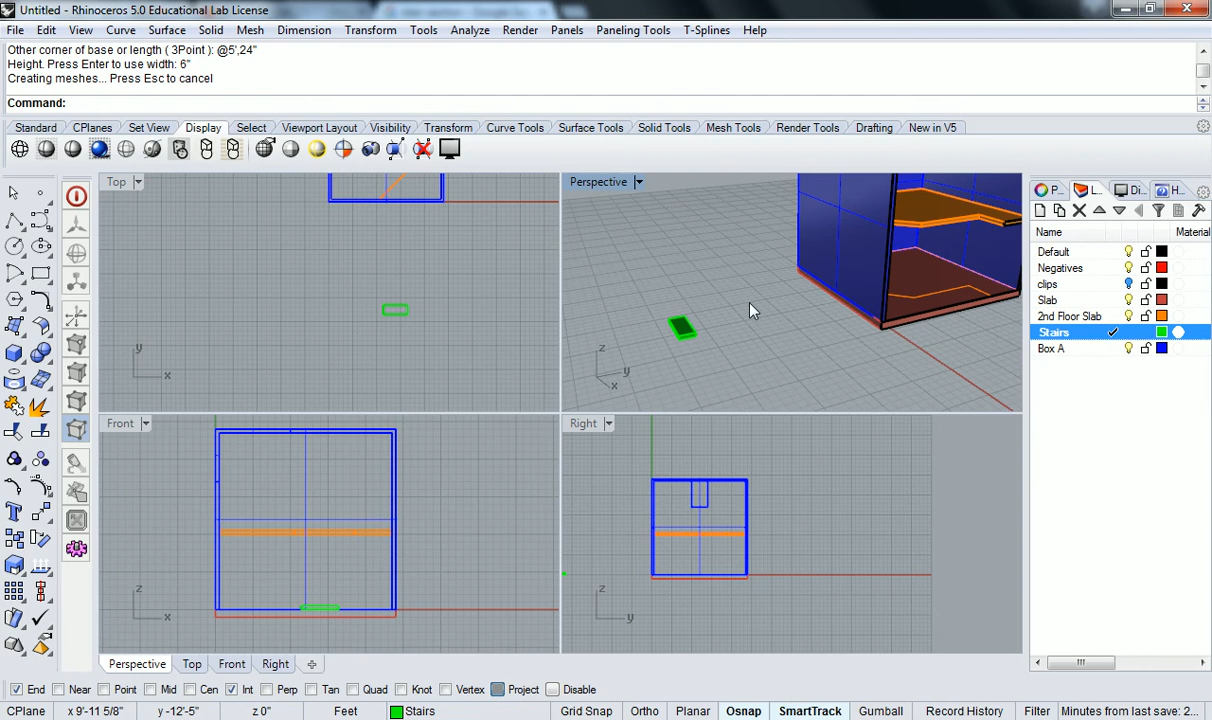 Untitled - Rhinoceros 5.0 Educational Lab License
File Edit View Curve Surface Solid Mesh Dimension Transform Tools Analyze Render Panels Paneling Tools T-Splines Help
Other corner of base or length ( 3Point ): @5',24"
Height. Press Enter to use width: 6"
Creating meshes... Press Esc to cancel
Command:
Standard CPlanes Set View Display Select Viewport Layout Visibility Transform Curve Tools Surface Tools Solid Tools Mesh Tools Render Tools Drafting New in V5
Top
Perspective
P... L... Di... H...
Name Material
Default
Negatives
clips
Slab
2nd Floor Slab
Stairs
Box A
y
x
z
y
x
Front
Right
z
x
z
y
Perspective Top Front Right
End Near Point Mid Cen Int Perp Tan Quad Knot Vertex Project Disable
CPlane x 9'-11 5/8" y -12'-5" z 0" Feet Stairs Grid Snap Ortho Planar Osnap SmartTrack Gumball Record History Filter Minutes from last save: 2...